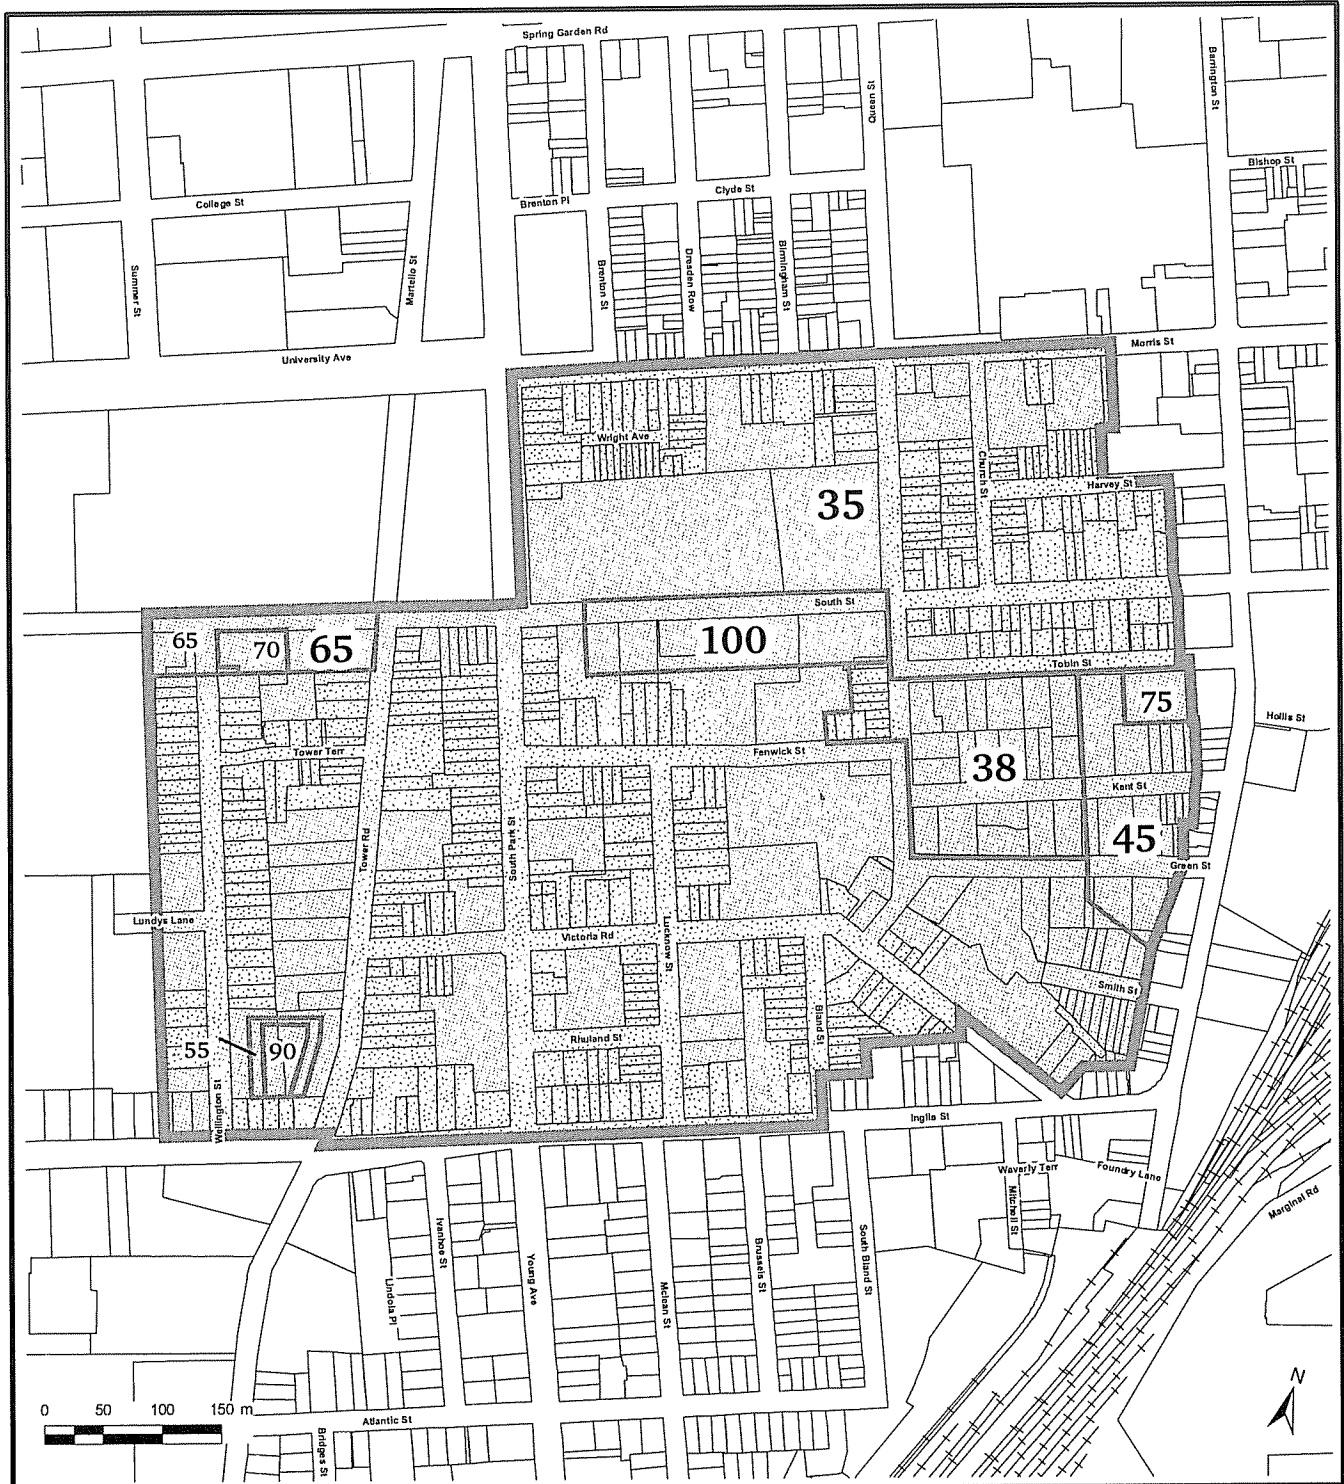 Spring Garden Rd
Queen St
Barrington St
Bishop St
Clyde St
College St
Brenton Pl
Summer St
Martello St
Brenton St
Dresden Row
Birmingham St
University Ave
Morris St
Wright Ave
Church St
Harvey St
35
South St
65
70
65
100
Tobin St
75
Hollis St
Tower Terr
Fenwick St
38
Kent St
45
Green St
Tower Rd
South Park St
Lundys Lane
Victoria Rd
Lucknow St
Smith St
Bland St
Rhuland St
55
90
Wellington St
Inglis St
Waverly Terr
Foundry Lane
Mitchell St
Marginal Rd
Ivanhoe St
Lindola Pl
Young Ave
Mclean St
Brussels St
South Bland St
N
0 50 100 150 m
Atlantic St
Bridges St